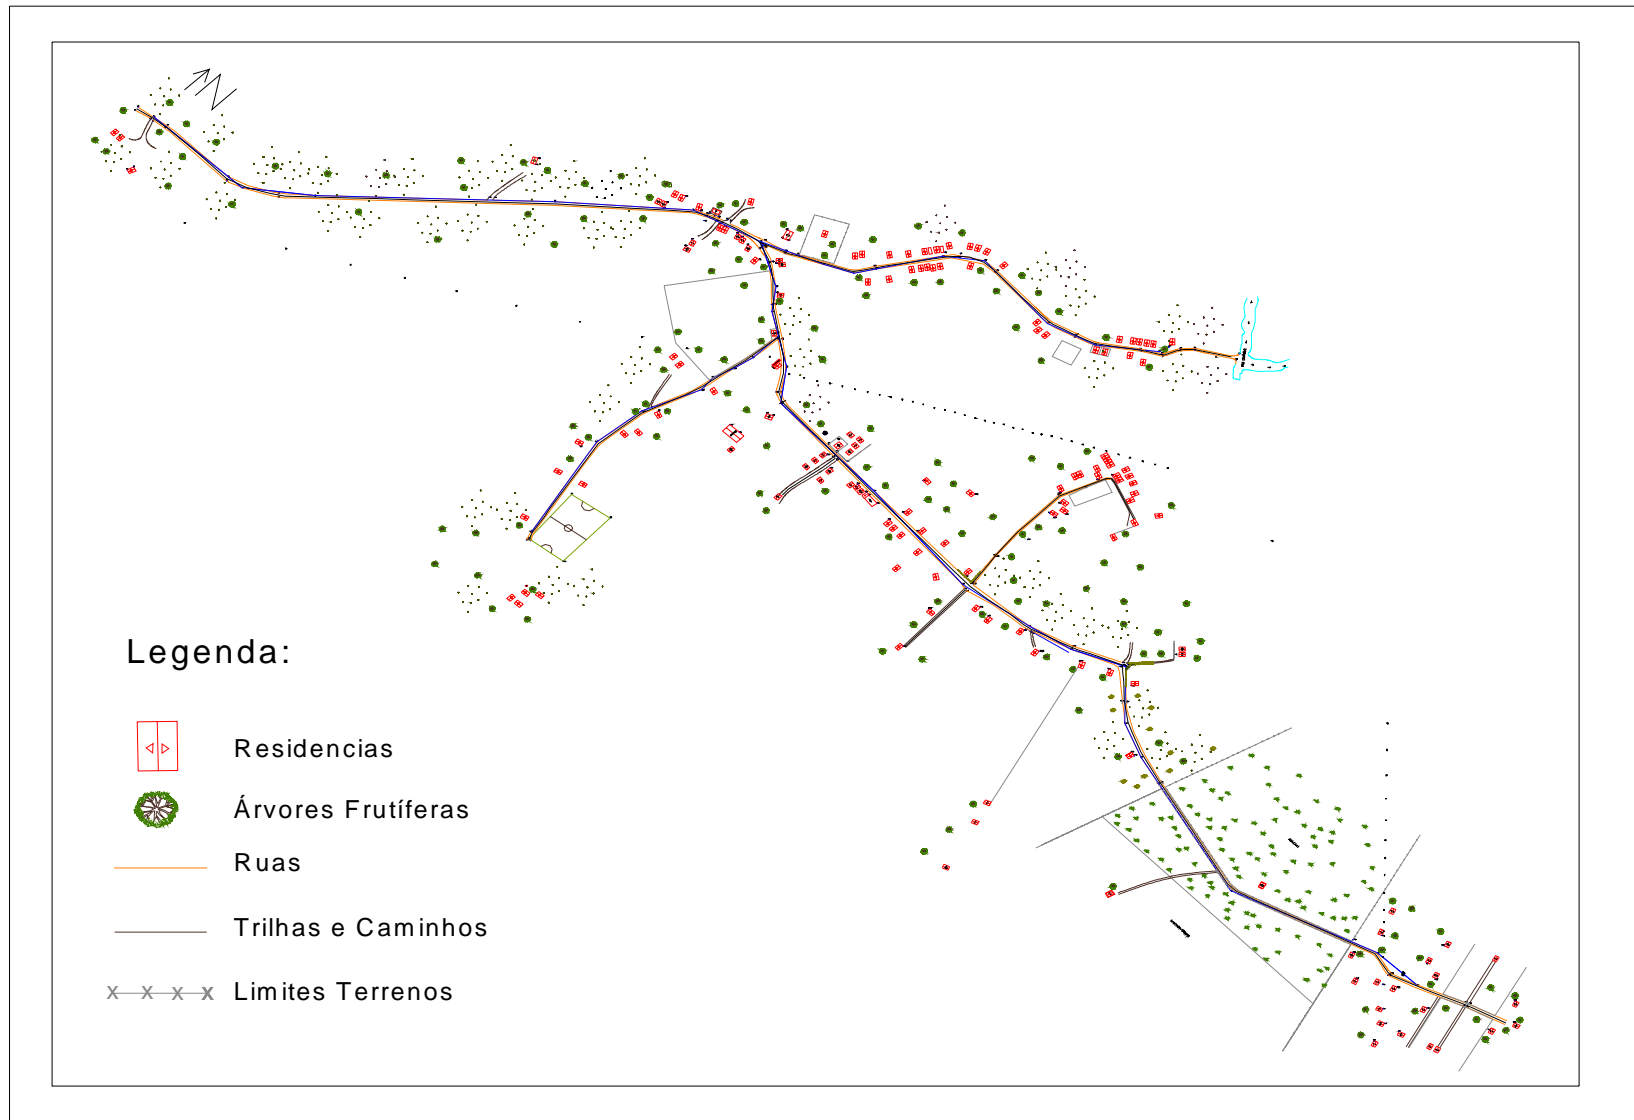 N
Legenda:
Residencias
Árvores Frutíferas
Ruas
Trilhas e Caminhos
Limites Terrenos